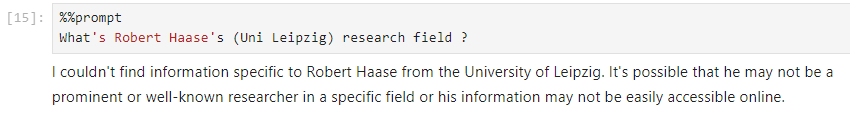 [15]: %%prompt
What's Robert Haase's (Uni Leipzig) research field ?
I couldn't find information specific to Robert Haase from the University of Leipzig. It's possible that he may not be a
prominent or well-known researcher in a specific field or his information may not be easily accessible online.